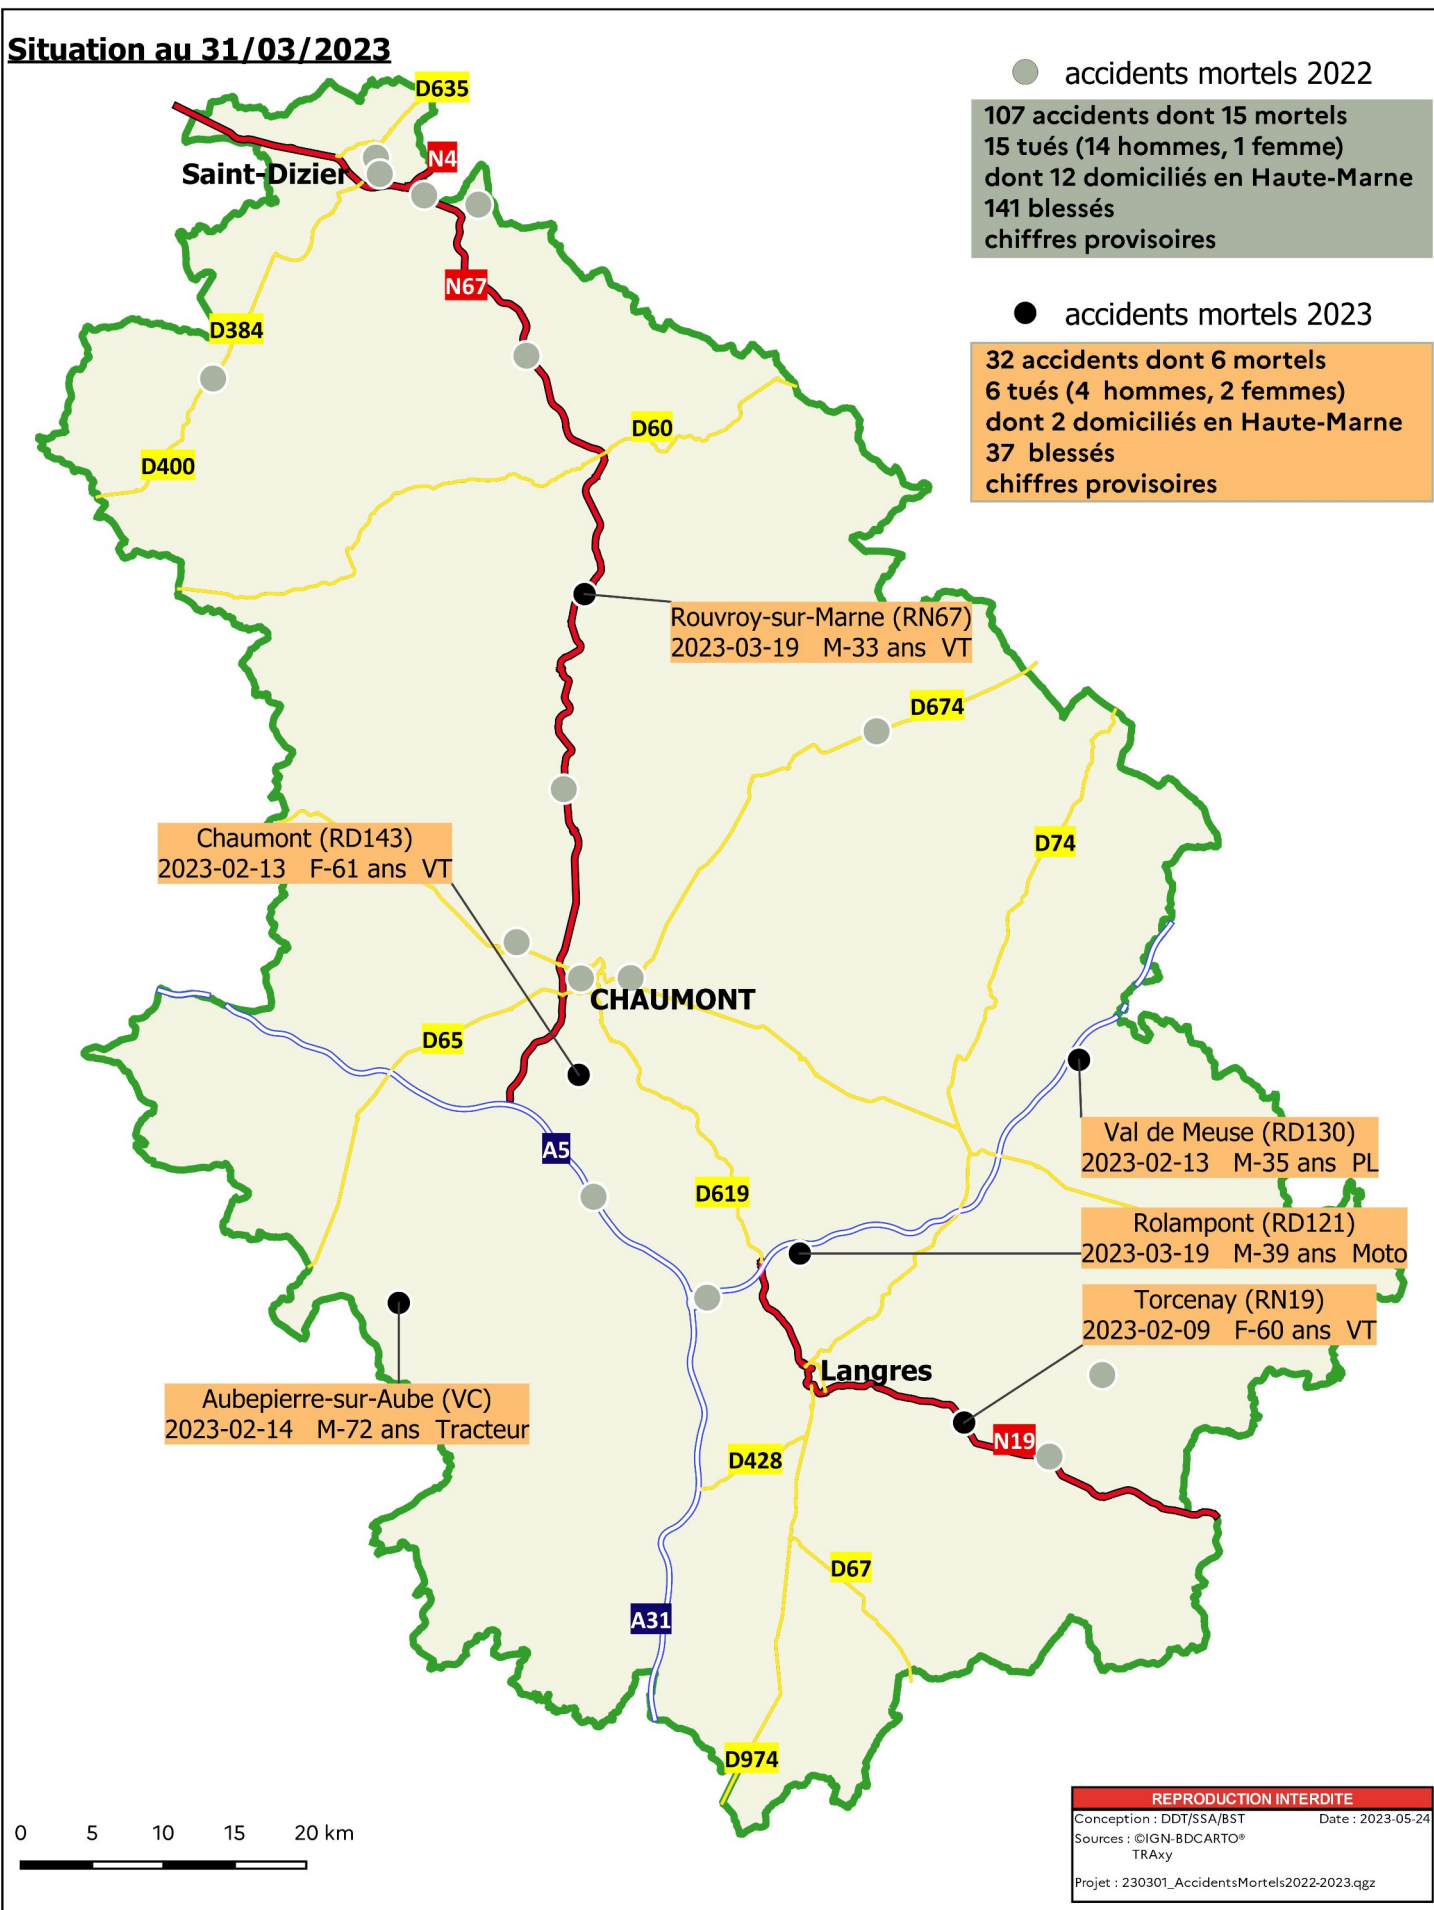 Situation au 31/03/2023
accidents mortels 2022
107 accidents dont 15 mortels
15 tués (14 hommes, 1 femme)
dont 12 domiciliés en Haute-Marne
141 blessés
chiffres provisoires
accidents mortels 2023
32 accidents dont 6 mortels
6 tués (4 hommes, 2 femmes)
dont 2 domiciliés en Haute-Marne
37 blessés
chiffres provisoires
D635
N4
Saint-Dizier
N67
D384
D60
D400
Rouvroy-sur-Marne (RN67)
2023-03-19 M-33 ans VT
D674
Chaumont (RD143)
2023-02-13 F-61 ans VT
D74
CHAUMONT
D65
A5
Val de Meuse (RD130)
2023-02-13 M-35 ans PL
D619
Rolampont (RD121)
2023-03-19 M-39 ans Moto
Torcenay (RN19)
2023-02-09 F-60 ans VT
Langres
Aubepierre-sur-Aube (VC)
2023-02-14 M-72 ans Tracteur
N19
D428
D67
A31
D974
0 5 10 15 20 km
REPRODUCTION INTERDITE
Conception : DDT/SSA/BST Date : 2023-05-24
Sources : ©IGN-BDCARTO®
TRAxy
Projet : 230301_AccidentsMortels2022-2023.qgz